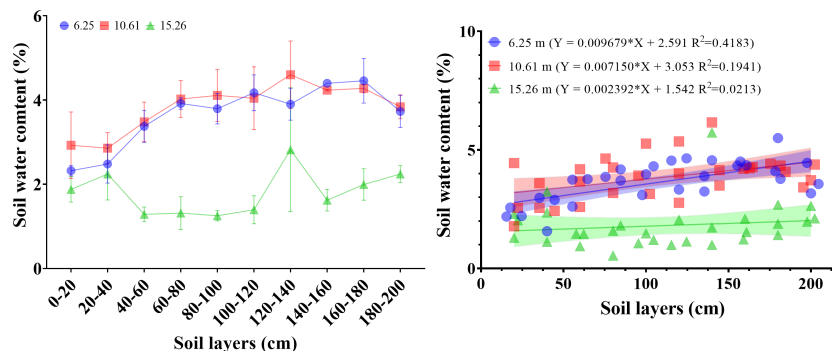 6.25 10.61 15.26
Soil water comtent (%)
6
4
2
0
0-20 20-40 40-60 60-80 80-100 100-120 120-140 140-160 160-180 180-200
Soil layers (cm)
6.25 m (Y = 0.009679*X + 2.591 R²=0.4183)
10.61 m (Y = 0.007150*X + 3.053 R²=0.1941)
15.26 m (Y = 0.002392*X + 1.542 R²=0.0213)
Soil water comtent (%)
10
5
0
0 50 100 150 200
Soil layers (cm)